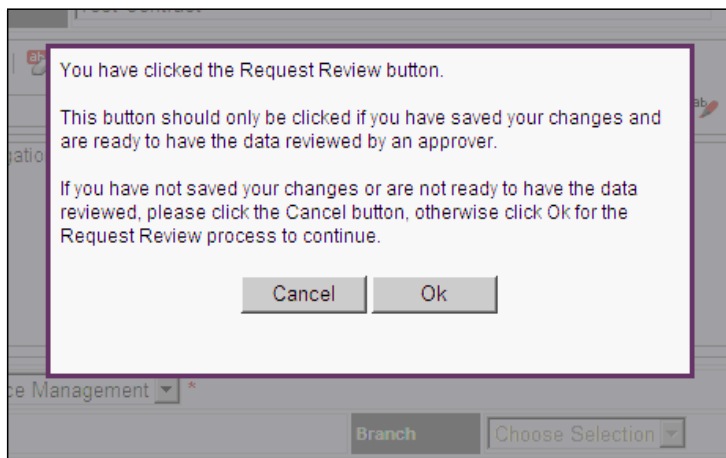 ab
You have clicked the Request Review button.
This button should only be clicked if you have saved your changes and
are ready to have the data reviewed by an approver.
If you have not saved your changes or are not ready to have the data
reviewed, please click the Cancel button, otherwise click Ok for the
Request Review process to continue.
Cancel Ok
Management *
Branch Choose Selection